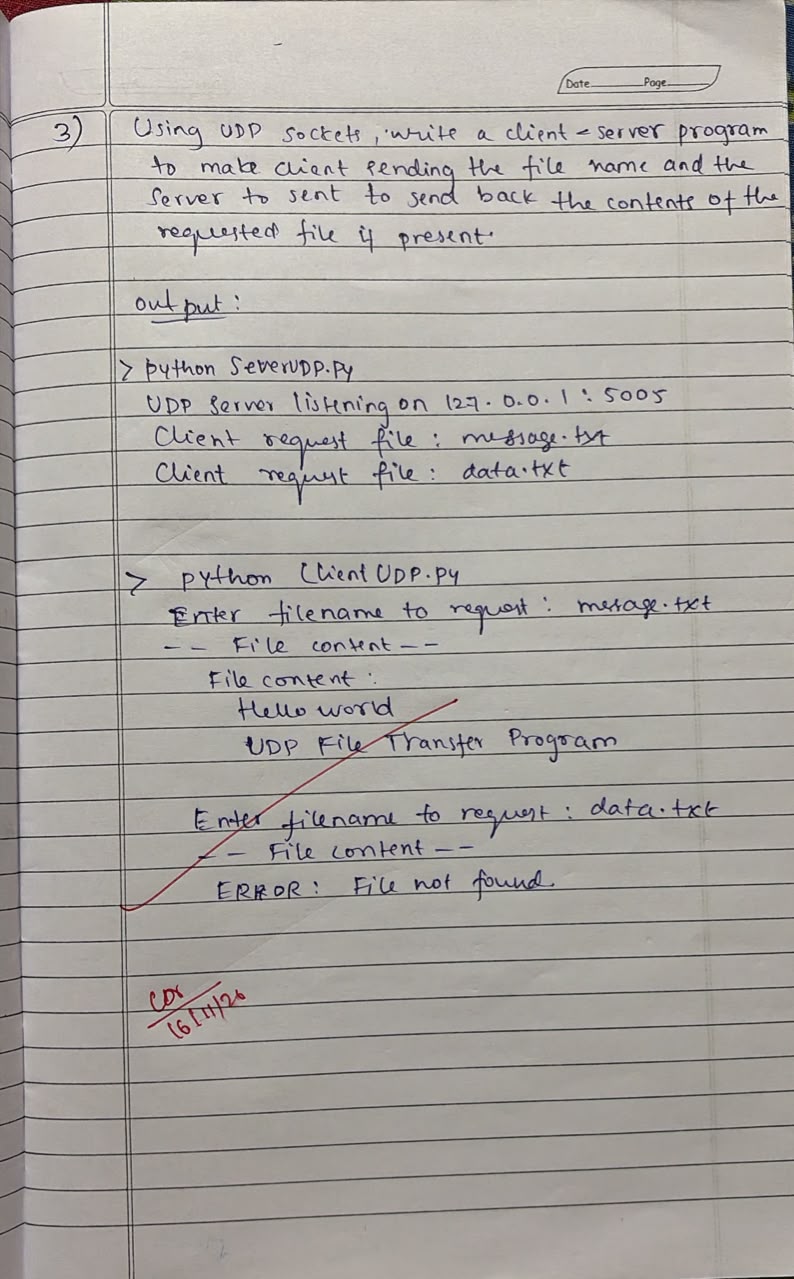 Date Page
3) Using UDP sockets, write a client - server program
to make client sending the file name and the
Server to sent to send back the contents of the
requested file if present.
output:
> python SeverUDP.py
UDP Server listening on 127.0.0.1 : 5005
Client request file : message.txt
Client request file : data.txt
> python ClientUDP.py
Enter filename to request : message.txt
-- File content --
File content :
Hello world
UDP File Transfer Program
Enter filename to request : data.txt
-- File content --
ERROR : File not found.